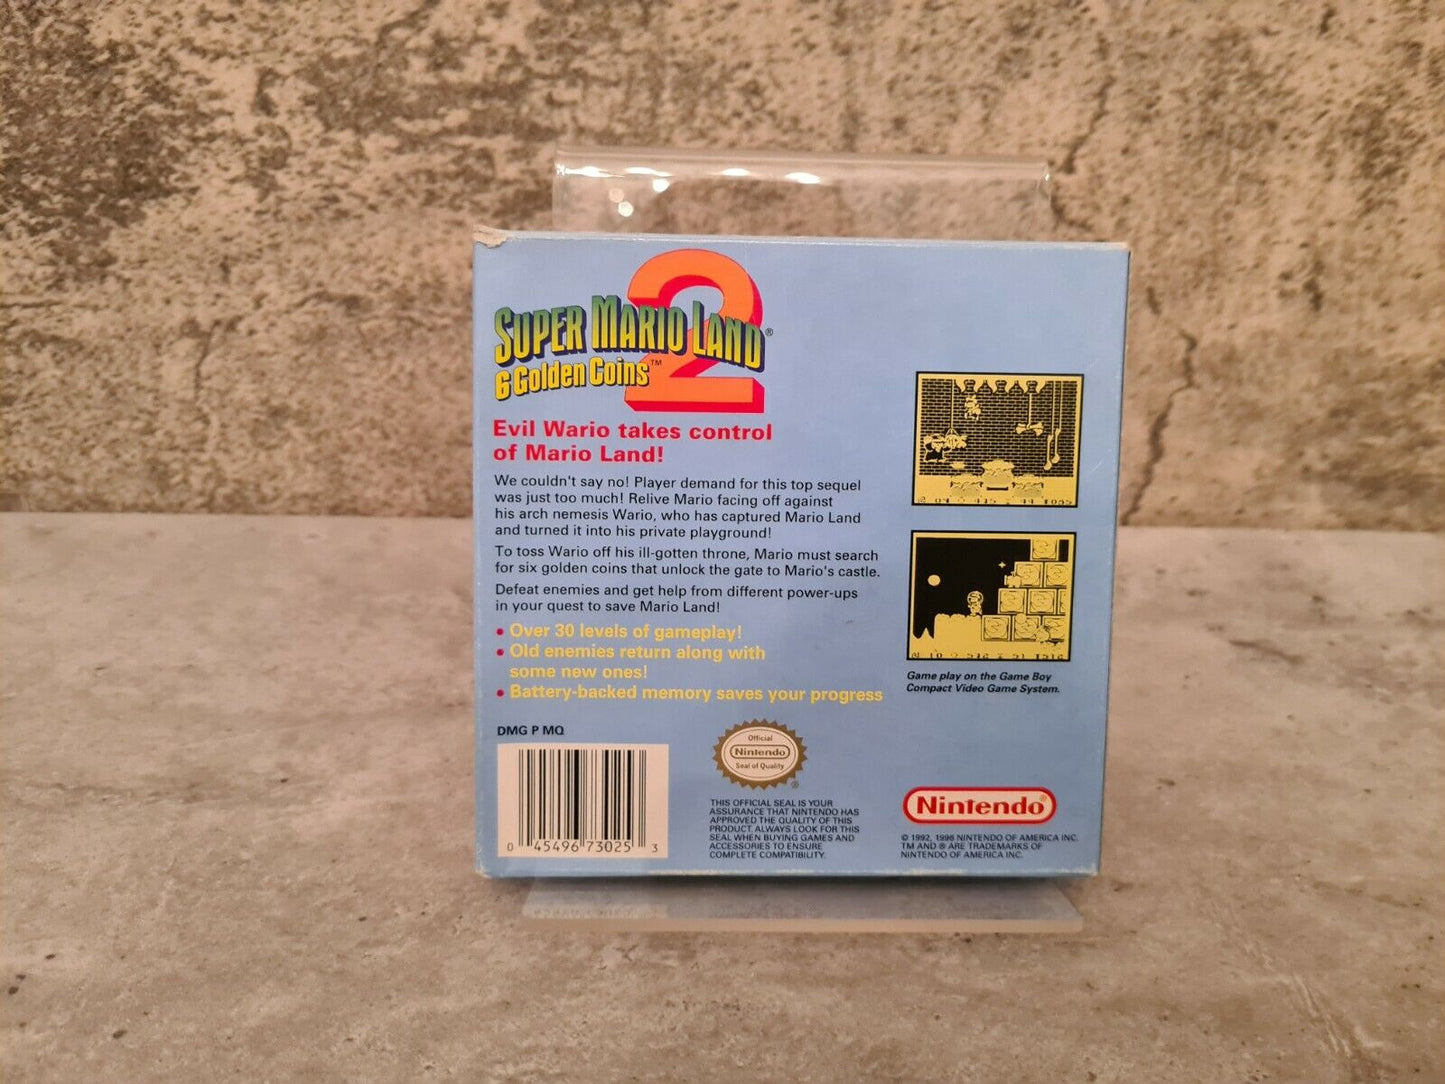 2
SUPER MARIO LAND®
6 Golden Coins™
Evil Wario takes control
of Mario Land!
We couldn't say no! Player demand for this top sequel
was just too much! Relive Mario facing off against
his arch nemesis Wario, who has captured Mario Land
and turned it into his private playground!
To toss Wario off his ill-gotten throne, Mario must search
for six golden coins that unlock the gate to Mario's castle.
Defeat enemies and get help from different power-ups
in your quest to save Mario Land!
• Over 30 levels of gameplay!
• Old enemies return along with
some new ones!
• Battery-backed memory saves your progress
Game play on the Game Boy
Compact Video Game System.
DMG P MQ
0 45496 73025 3
Official
Nintendo
Seal of Quality
®
THIS OFFICIAL SEAL IS YOUR
ASSURANCE THAT NINTENDO HAS
APPROVED THE QUALITY OF THIS
PRODUCT. ALWAYS LOOK FOR THIS
SEAL WHEN BUYING GAMES AND
ACCESSORIES TO ENSURE
COMPLETE COMPATIBILITY.
Nintendo®
© 1992, 1996 NINTENDO OF AMERICA INC.
TM AND ® ARE TRADEMARKS OF
NINTENDO OF AMERICA INC.